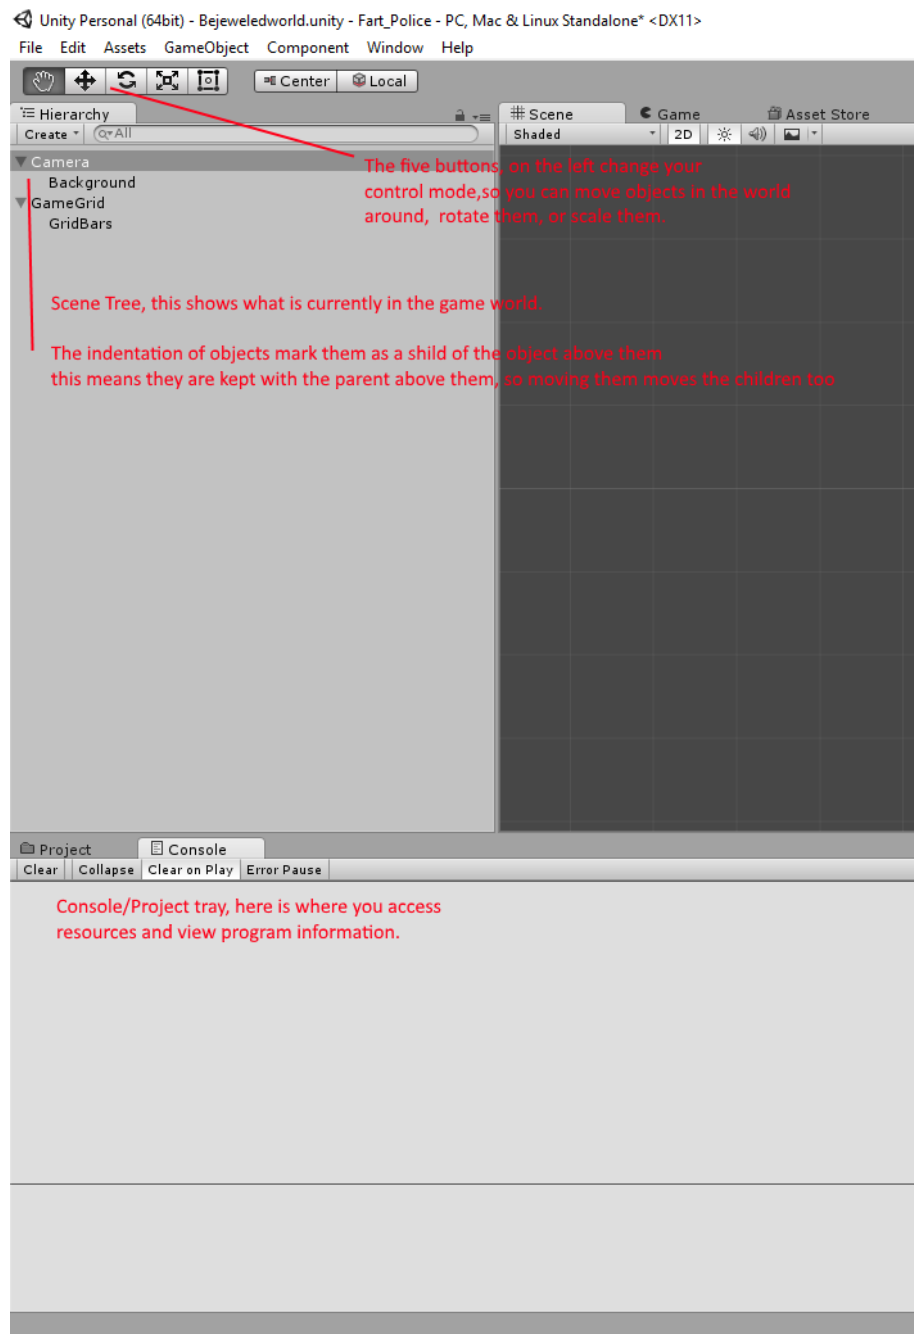 Unity Personal (64bit) - Bejeweledworld.unity - Fart_Police - PC, Mac & Linux Standalone* <DX11>
File Edit Assets GameObject Component Window Help
Center Local
Hierarchy
Create All
Scene Game Asset Store
Shaded 2D
Camera
Background
GameGrid
GridBars
The five buttons, on the left change your
control mode,so you can move objects in the world
around, rotate them, or scale them.
Scene Tree, this shows what is currently in the game world.
The indentation of objects mark them as a shild of the object above them
this means they are kept with the parent above them, so moving them moves the children too
Project Console
Clear Collapse Clear on Play Error Pause
Console/Project tray, here is where you access
resources and view program information.